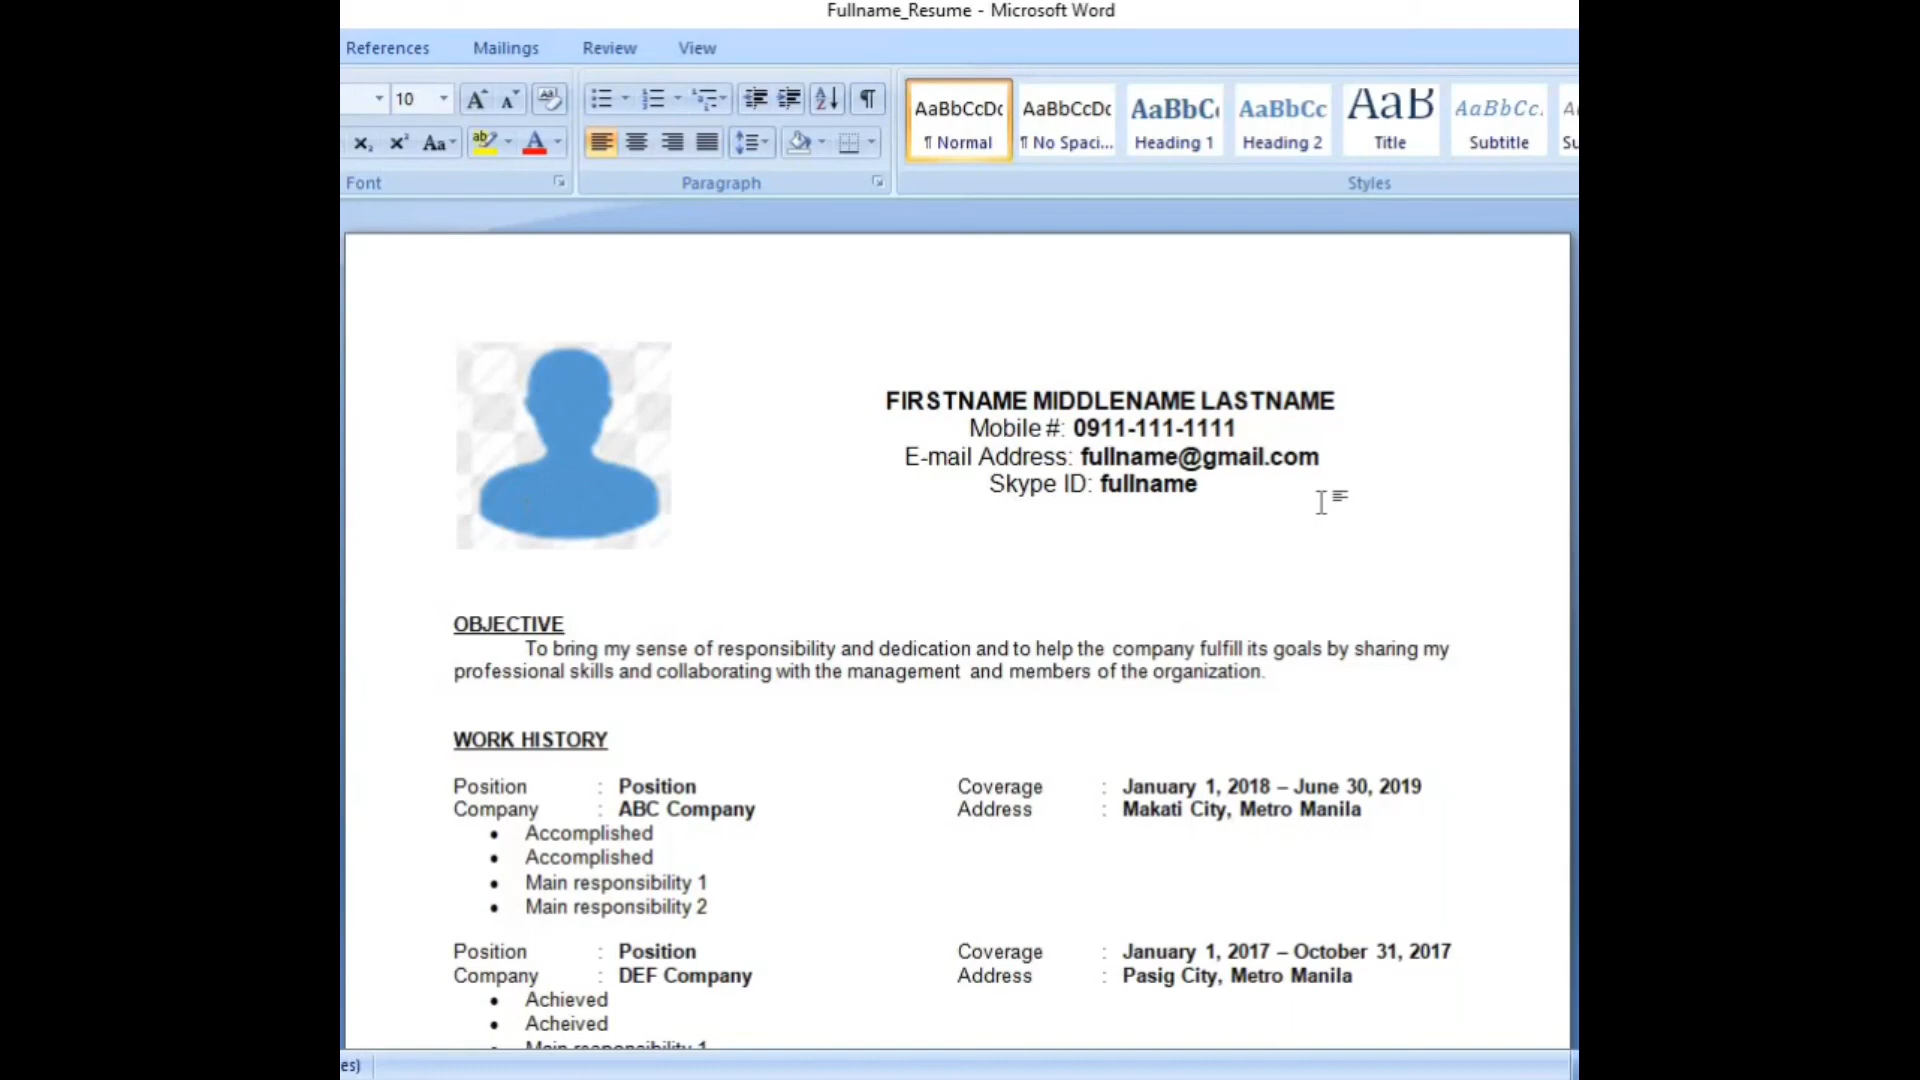 Fullname_Resume - Microsoft Word
References Mailings Review View
10
AaBbCcDc AaBbCcDc AaBbC AaBbCc AaB AaBbCc.
¶ Normal ¶ No Spaci... Heading 1 Heading 2 Title Subtitle Su
Font Paragraph Styles
FIRSTNAME MIDDLENAME LASTNAME
Mobile #: 0911-111-1111
E-mail Address: fullname@gmail.com
Skype ID: fullname
OBJECTIVE
To bring my sense of responsibility and dedication and to help the company fulfill its goals by sharing my
professional skills and collaborating with the management and members of the organization.
WORK HISTORY
Position : Position Coverage : January 1, 2018 – June 30, 2019
Company : ABC Company Address : Makati City, Metro Manila
• Accomplished
• Accomplished
• Main responsibility 1
• Main responsibility 2
Position : Position Coverage : January 1, 2017 – October 31, 2017
Company : DEF Company Address : Pasig City, Metro Manila
• Achieved
• Acheived
• Main responsibility 1
es)